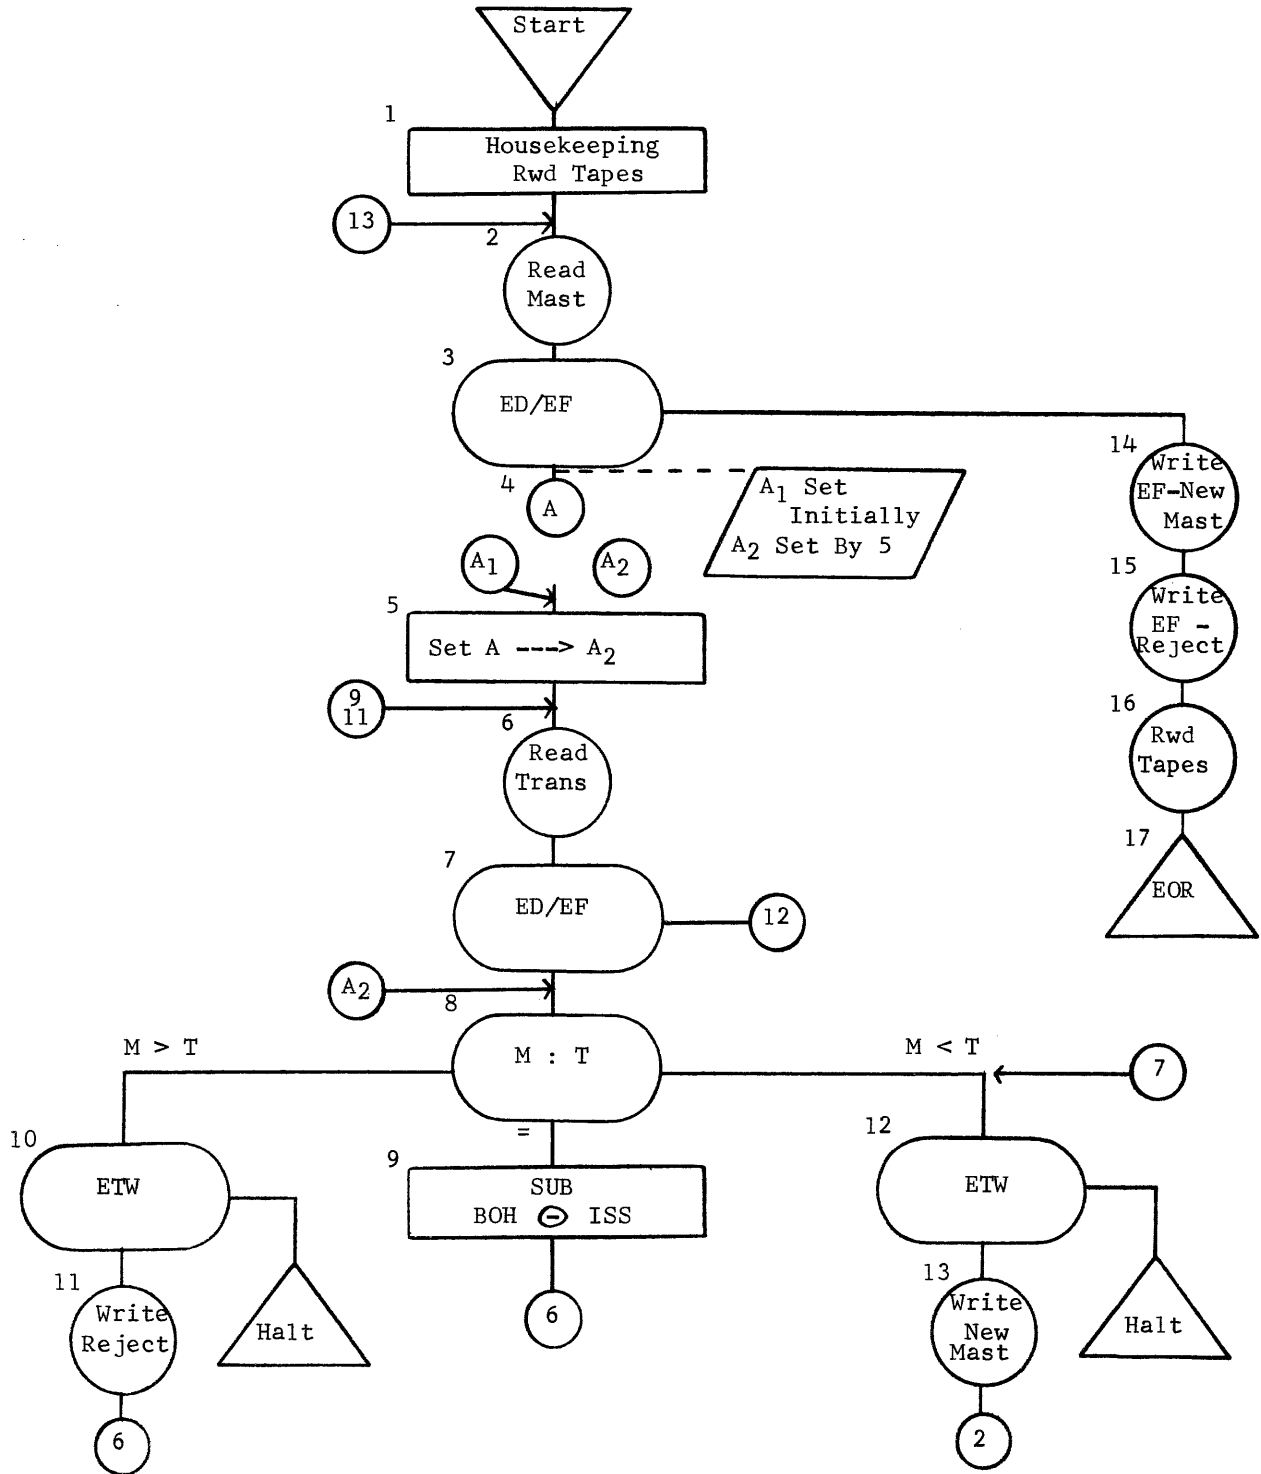 Start
1
Housekeeping
Rwd Tapes
13
2
Read
Mast
3
ED/EF
4
A
A1 Set
Initially
A2 Set By 5
A1
A2
5
Set A ---> A2
9
11
6
Read
Trans
7
ED/EF
12
A2
8
M : T
M > T
M < T
7
=
10
ETW
Halt
11
Write
Reject
6
9
SUB
BOH ⊖ ISS
6
12
ETW
Halt
13
Write
New
Mast
2
14
Write
EF-New
Mast
15
Write
EF -
Reject
16
Rwd
Tapes
17
EOR